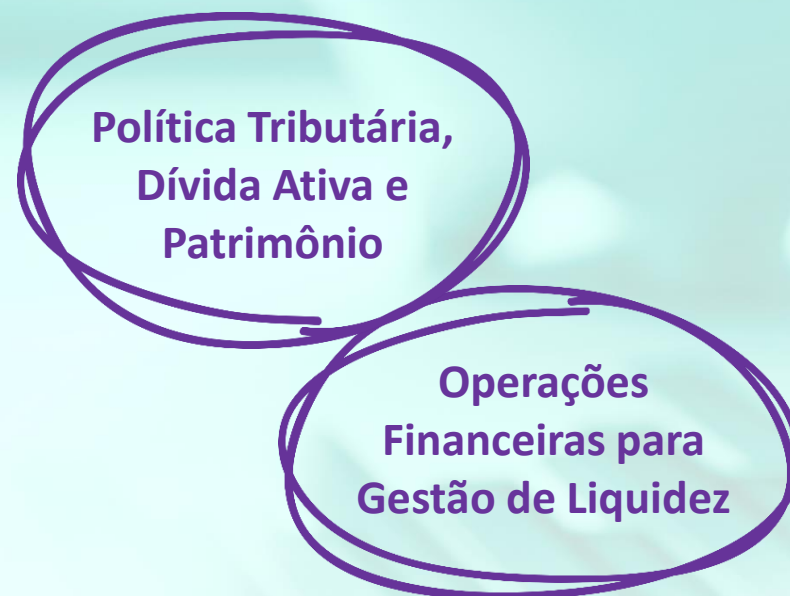 Política Tributária,
Dívida Ativa e
Patrimônio
Operações
Financeiras para
Gestão de Liquidez